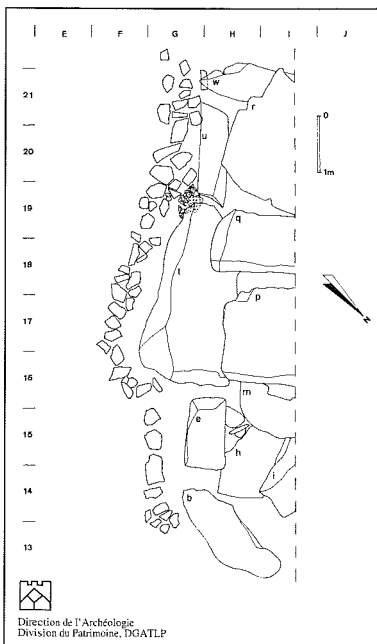 E F G H I J
w
21
r
0
u
20
1m
19
q
18
t
p
N
17
16
m
e
15
h
i
14
b
13
Direction de l'Archéologie
Division du Patrimoine, DGATLP